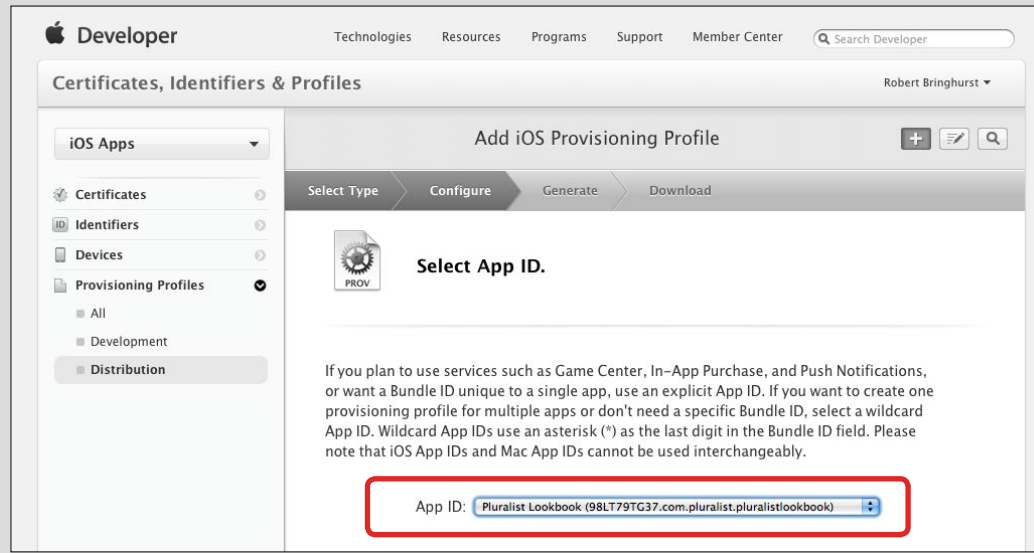 Developer
Technologies Resources Programs Support Member Center Search Developer
Certificates, Identifiers & Profiles
Robert Bringhurst
iOS Apps
Add iOS Provisioning Profile
Certificates
ID Identifiers
Devices
Provisioning Profiles
All
Development
Distribution
Select Type Configure Generate Download
PROV
Select App ID.
If you plan to use services such as Game Center, In-App Purchase, and Push Notifications,
or want a Bundle ID unique to a single app, use an explicit App ID. If you want to create one
provisioning profile for multiple apps or don't need a specific Bundle ID, select a wildcard
App ID. Wildcard App IDs use an asterisk (*) as the last digit in the Bundle ID field. Please
note that iOS App IDs and Mac App IDs cannot be used interchangeably.
App ID: Pluralist Lookbook (98LT79TG37.com.pluralist.pluralistlookbook)